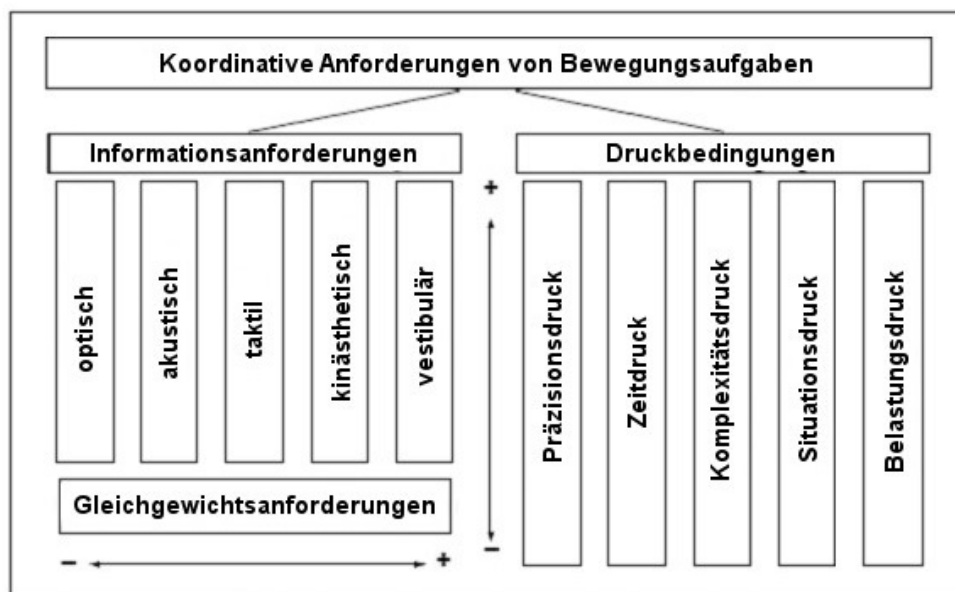 Koordinative Anforderungen von Bewegungsaufgaben
Informationsanforderungen
Druckbedingungen
optisch
akustisch
taktil
kinästhetisch
vestibulär
+
−
Präzisionsdruck
Zeitdruck
Komplexitätsdruck
Situationsdruck
Belastungsdruck
Gleichgewichtsanforderungen
− +